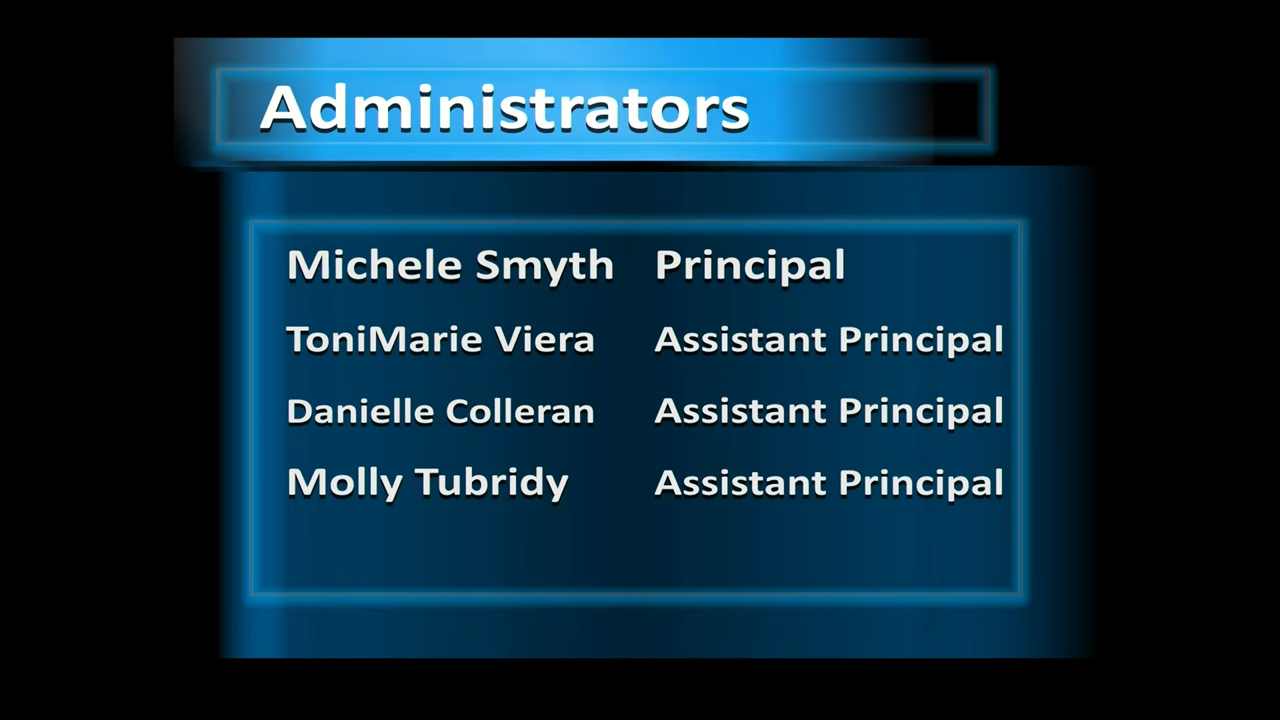 Administrators
Michele Smyth Principal
ToniMarie Viera Assistant Principal
Danielle Colleran Assistant Principal
Molly Tubridy Assistant Principal